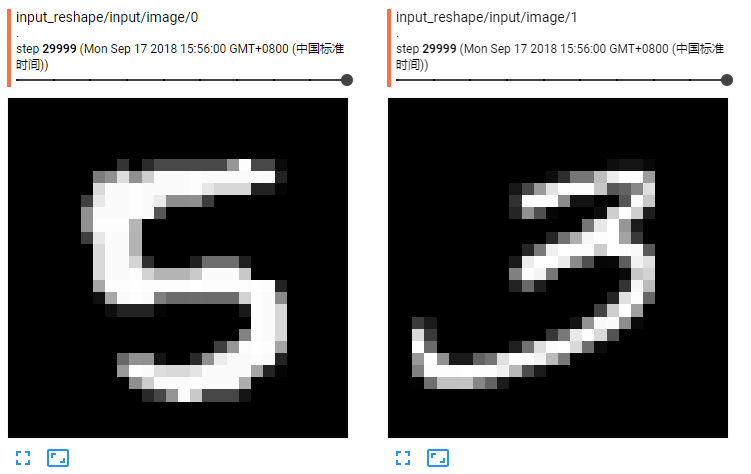 input_reshape/input/image/0
.
step 29999 (Mon Sep 17 2018 15:56:00 GMT+0800 (中国标准
时间))
5
input_reshape/input/image/1
.
step 29999 (Mon Sep 17 2018 15:56:00 GMT+0800 (中国标准
时间))
3